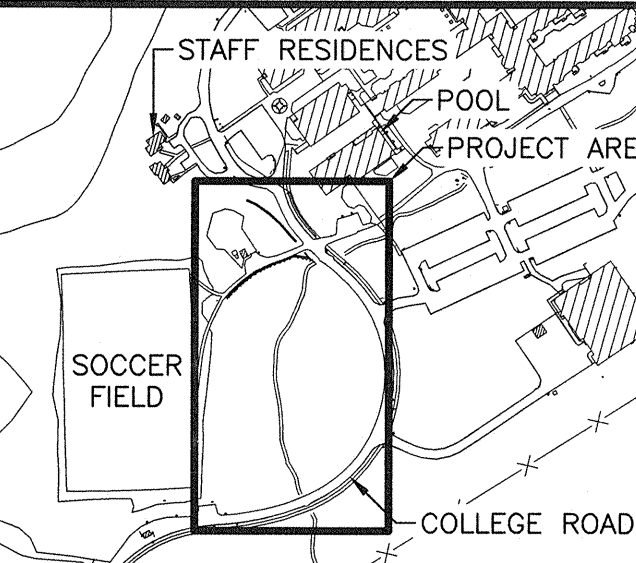 STAFF RESIDENCES
POOL
PROJECT ARE
SOCCER
FIELD
COLLEGE ROAD